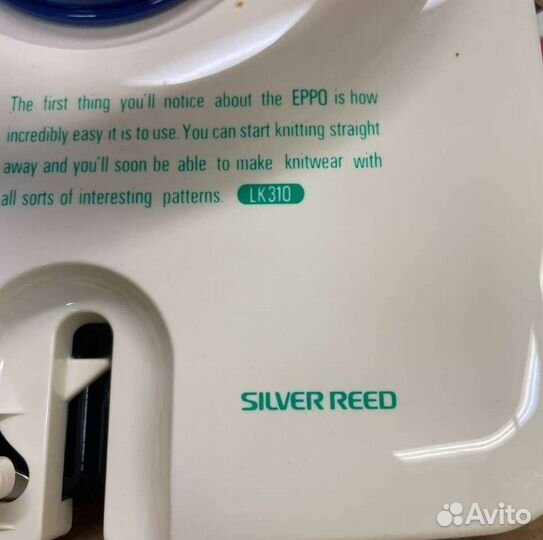 The first thing you'll notice about the EPPO is how
incredibly easy it is to use. You can start knitting straight
away and you'll soon be able to make knitwear with
all sorts of interesting patterns. LK310
SILVER REED
Avito